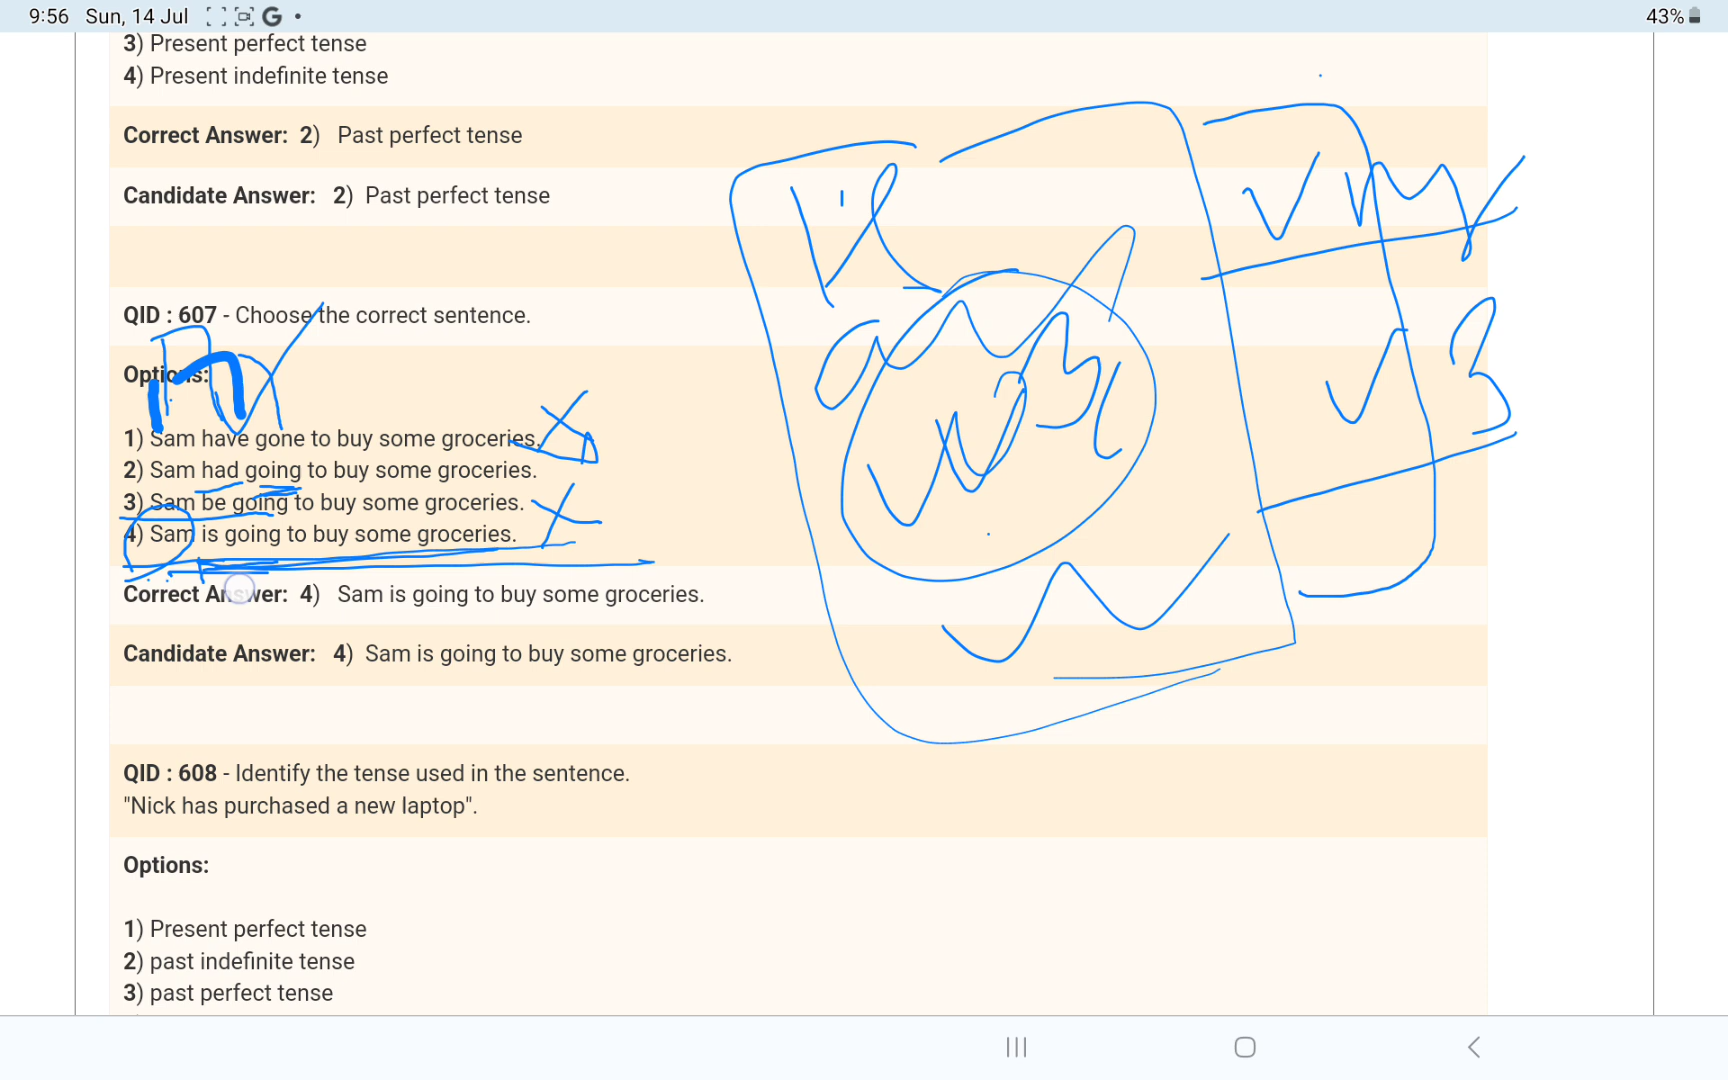 9:56 Sun, 14 Jul G 43%
3) Present perfect tense
4) Present indefinite tense
Correct Answer: 2) Past perfect tense
Candidate Answer: 2) Past perfect tense
QID : 607 - Choose the correct sentence.
Options:
1) Sam have gone to buy some groceries.
2) Sam had going to buy some groceries.
3) Sam be going to buy some groceries.
4) Sam is going to buy some groceries.
Correct Answer: 4) Sam is going to buy some groceries.
Candidate Answer: 4) Sam is going to buy some groceries.
QID : 608 - Identify the tense used in the sentence.
"Nick has purchased a new laptop".
Options:
1) Present perfect tense
2) past indefinite tense
3) past perfect tense